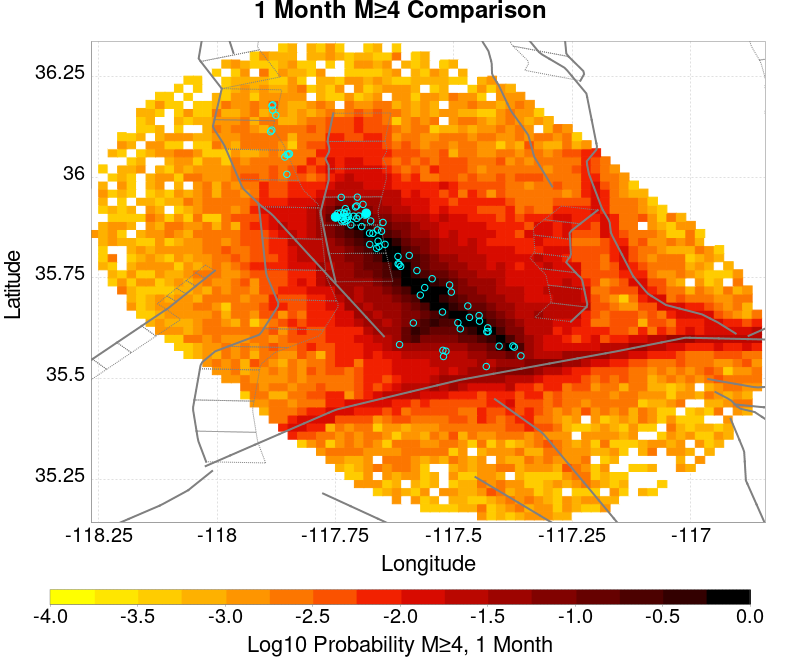 1 Month M≥4 Comparison
36.25
36
35.75
35.5
35.25
Latitude
-118.25 -118 -117.75 -117.5 -117.25 -117
Longitude
-4.0 -3.5 -3.0 -2.5 -2.0 -1.5 -1.0 -0.5 0.0
Log10 Probability M≥4, 1 Month